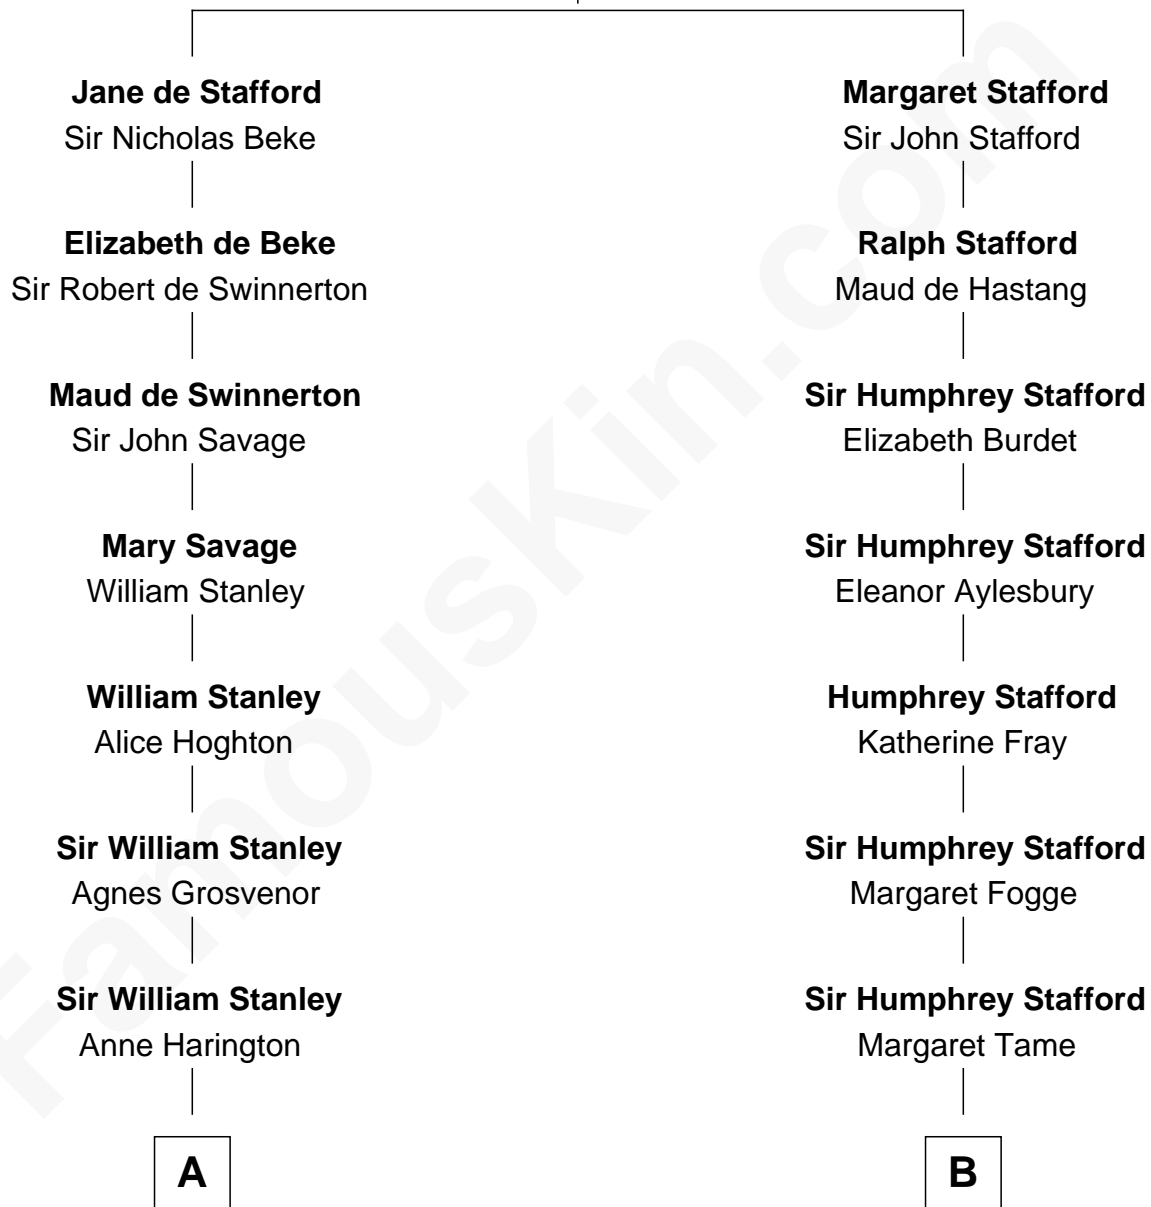 Jane de Stafford
Sir Nicholas Beke
Elizabeth de Beke
Sir Robert de Swinnerton
Maud de Swinnerton
Sir John Savage
Mary Savage
William Stanley
William Stanley
Alice Hoghton
Sir William Stanley
Agnes Grosvenor
Sir William Stanley
Anne Harington
A
Margaret Stafford
Sir John Stafford
Ralph Stafford
Maud de Hastang
Sir Humphrey Stafford
Elizabeth Burdet
Sir Humphrey Stafford
Eleanor Aylesbury
Humphrey Stafford
Katherine Fray
Sir Humphrey Stafford
Margaret Fogge
Sir Humphrey Stafford
Margaret Tame
B
FamousKin.com